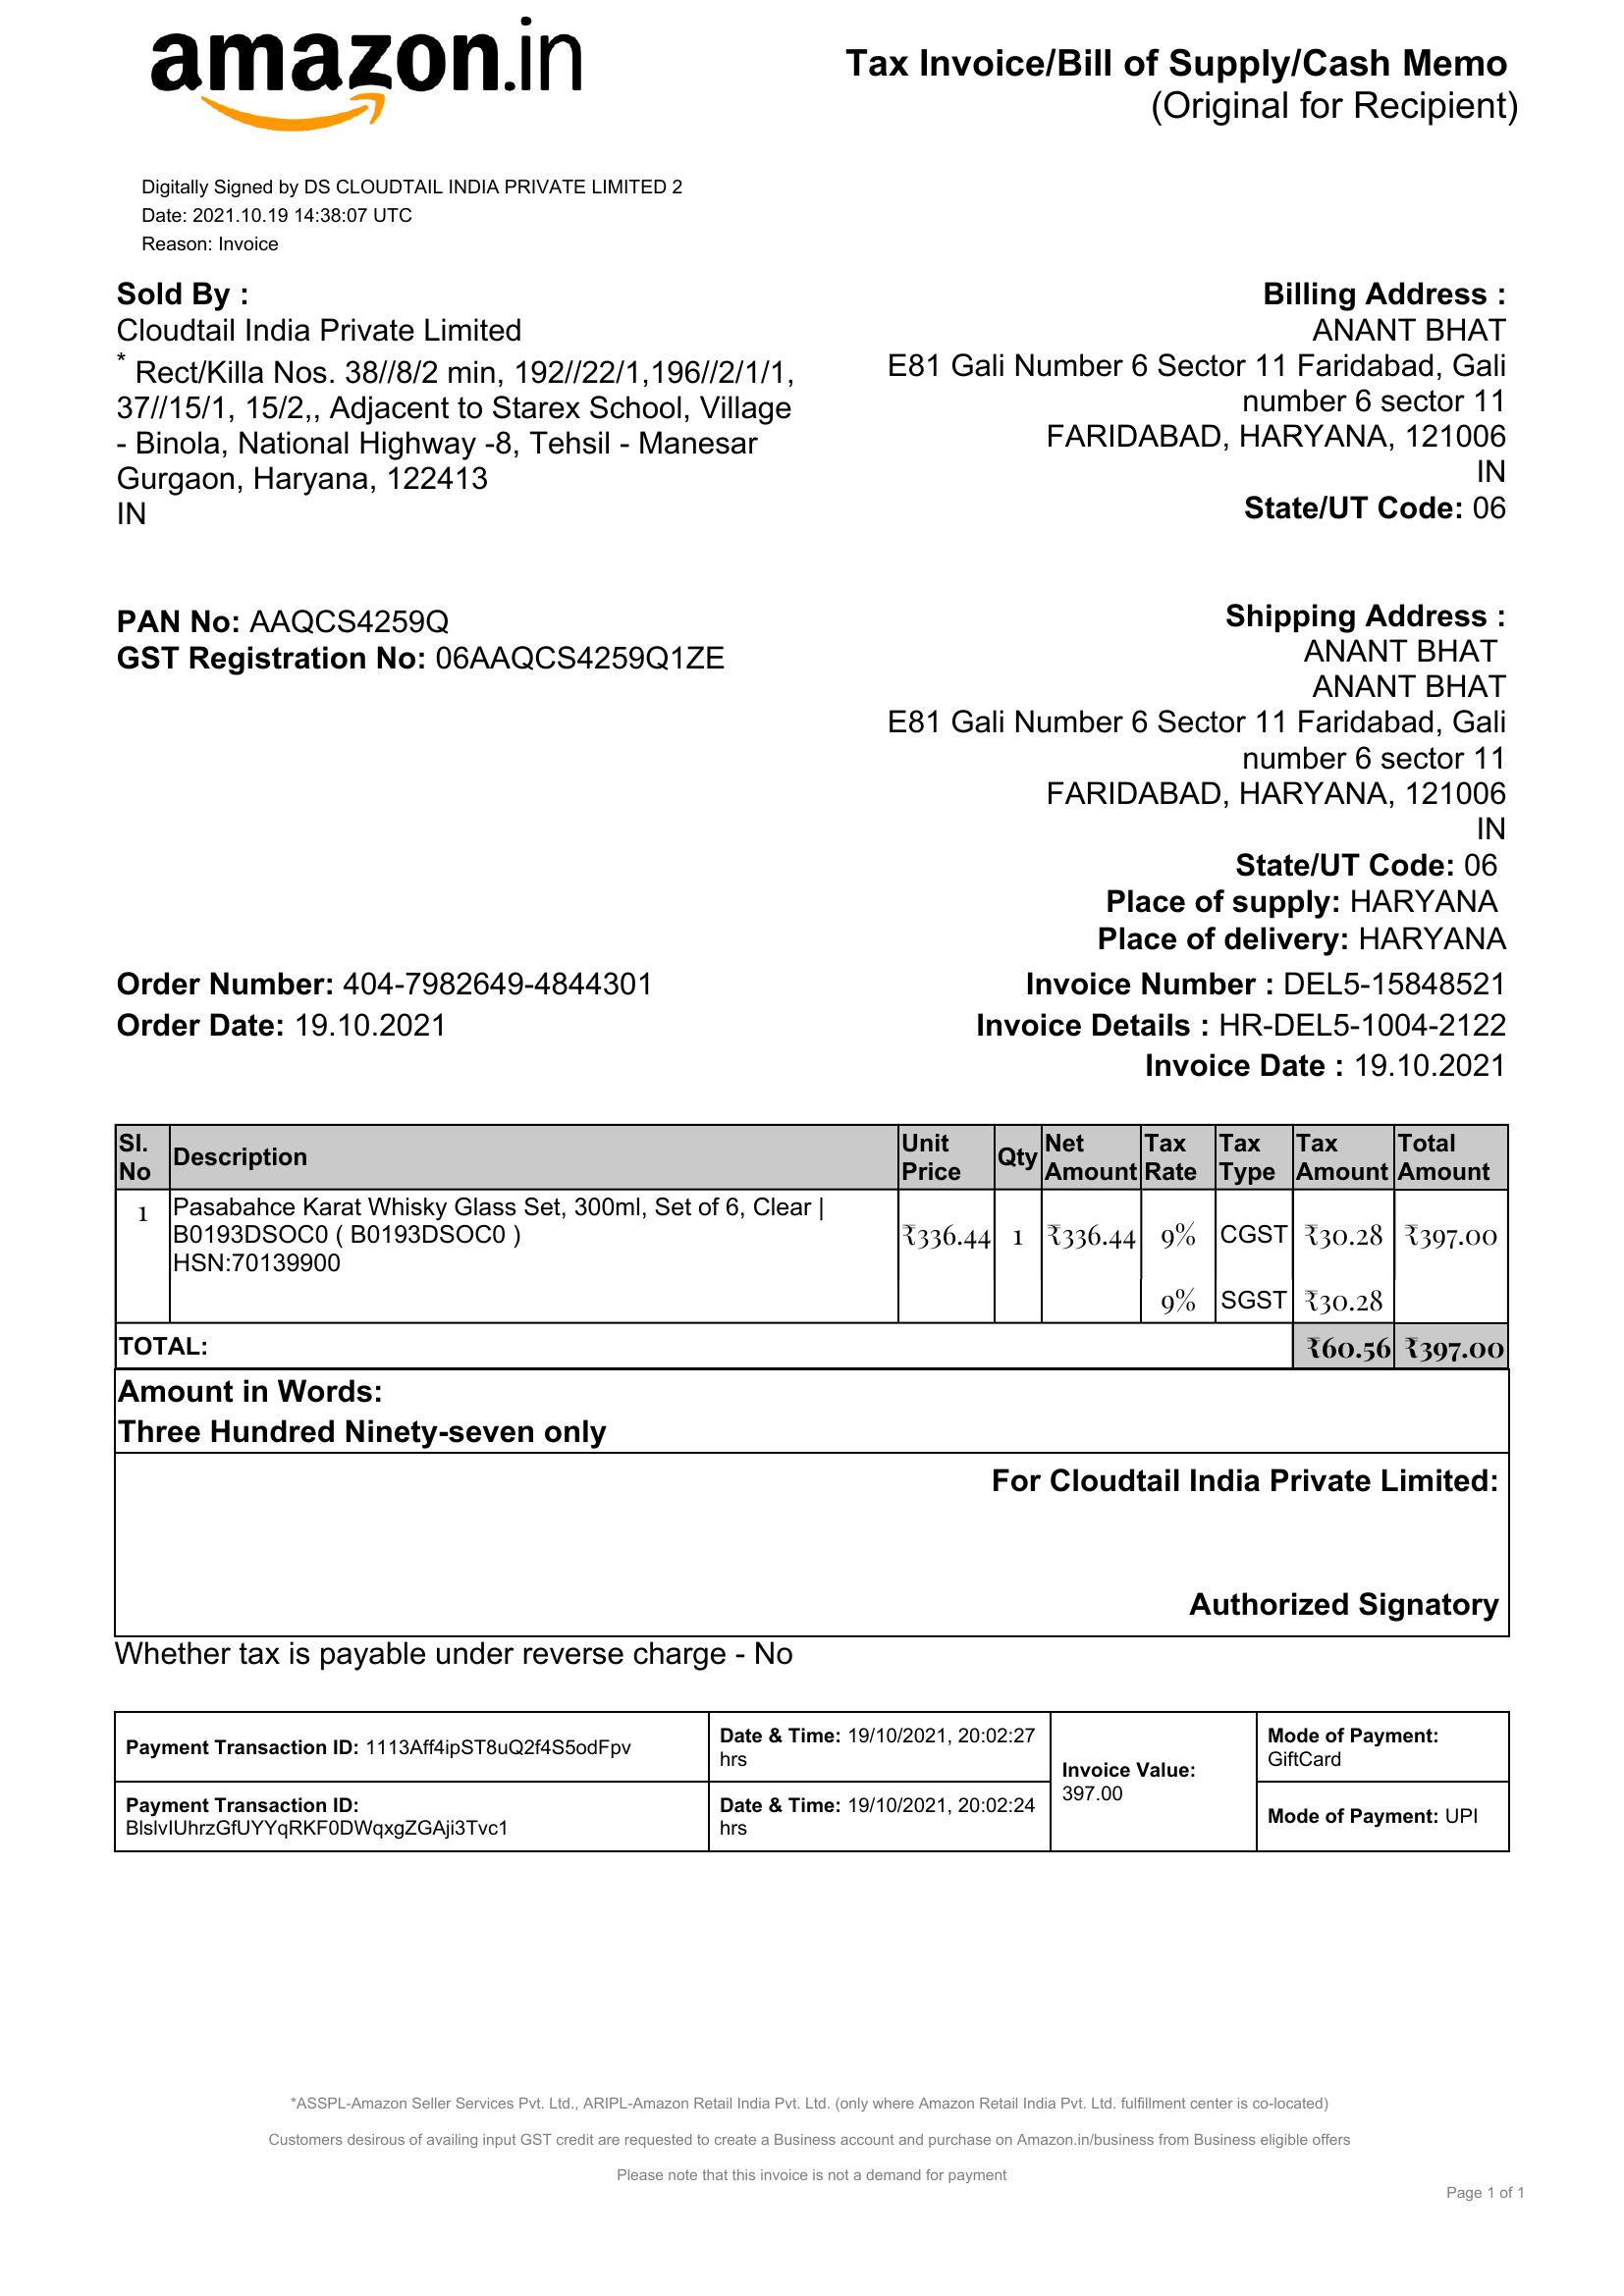 amazon.in
Tax Invoice/Bill of Supply/Cash Memo
(Original for Recipient)
Digitally Signed by DS CLOUDTAIL INDIA PRIVATE LIMITED 2
Date: 2021.10.19 14:38:07 UTC
Reason: Invoice
Sold By :
Cloudtail India Private Limited
* Rect/Killa Nos. 38//8/2 min, 192//22/1,196//2/1/1,
37//15/1, 15/2,, Adjacent to Starex School, Village
- Binola, National Highway -8, Tehsil - Manesar
Gurgaon, Haryana, 122413
IN
Billing Address :
ANANT BHAT
E81 Gali Number 6 Sector 11 Faridabad, Gali
number 6 sector 11
FARIDABAD, HARYANA, 121006
IN
State/UT Code: 06
PAN No: AAQCS4259Q
GST Registration No: 06AAQCS4259Q1ZE
Shipping Address :
ANANT BHAT
ANANT BHAT
E81 Gali Number 6 Sector 11 Faridabad, Gali
number 6 sector 11
FARIDABAD, HARYANA, 121006
IN
State/UT Code: 06
Place of supply: HARYANA
Place of delivery: HARYANA
Order Number: 404-7982649-4844301
Order Date: 19.10.2021
Invoice Number : DEL5-15848521
Invoice Details : HR-DEL5-1004-2122
Invoice Date : 19.10.2021
Sl. No Description Unit Price Qty Net Amount Tax Rate Tax Type Tax Amount Total Amount
1 Pasabahce Karat Whisky Glass Set, 300ml, Set of 6, Clear |
B0193DSOC0 ( B0193DSOC0 ) ₹336.44 1 ₹336.44 9% CGST ₹30.28 ₹397.00
HSN:70139900
9% SGST ₹30.28
TOTAL: ₹60.56 ₹397.00
Amount in Words:
Three Hundred Ninety-seven only
For Cloudtail India Private Limited:
Authorized Signatory
Whether tax is payable under reverse charge - No
Payment Transaction ID: 1113Aff4ipST8uQ2f4S5odFpv
Date & Time: 19/10/2021, 20:02:27
hrs
Invoice Value:
397.00
Mode of Payment:
GiftCard
Payment Transaction ID:
BlslvIUhrzGfUYYqRKF0DWqxgZGAji3Tvc1
Date & Time: 19/10/2021, 20:02:24
hrs
Mode of Payment: UPI
*ASSPL-Amazon Seller Services Pvt. Ltd., ARIPL-Amazon Retail India Pvt. Ltd. (only where Amazon Retail India Pvt. Ltd. fulfillment center is co-located)
Customers desirous of availing input GST credit are requested to create a Business account and purchase on Amazon.in/business from Business eligible offers
Please note that this invoice is not a demand for payment
Page 1 of 1